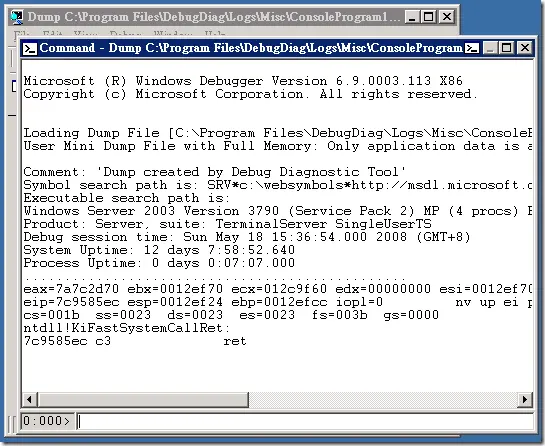 Dump C:\Program Files\DebugDiag\Logs\Misc\ConsoleProgram1...
File Edit View Debug Window Help
Command - Dump C:\Program Files\DebugDiag\Logs\Misc\ConsoleProgram
Microsoft (R) Windows Debugger Version 6.9.0003.113 X86
Copyright (c) Microsoft Corporation. All rights reserved.
Loading Dump File [C:\Program Files\DebugDiag\Logs\Misc\Console
User Mini Dump File with Full Memory: Only application data is a
Comment: 'Dump created by Debug Diagnostic Tool'
Symbol search path is: SRV*c:\websymbols*http://msdl.microsoft.c
Executable search path is:
Windows Server 2003 Version 3790 (Service Pack 2) MP (4 procs)
Product: Server, suite: TerminalServer SingleUserTS
Debug session time: Sun May 18 15:36:54.000 2008 (GMT+8)
System Uptime: 12 days 7:58:52.640
Process Uptime: 0 days 0:07:07.000
................................................
eax=7a7c2d70 ebx=0012ef70 ecx=012c9f60 edx=00000000 esi=0012ef70
eip=7c9585ec esp=0012ef24 ebp=0012efcc iopl=0 nv up ei p
cs=001b ss=0023 ds=0023 es=0023 fs=003b gs=0000
ntdll!KiFastSystemCallRet:
7c9585ec c3 ret
0:000>